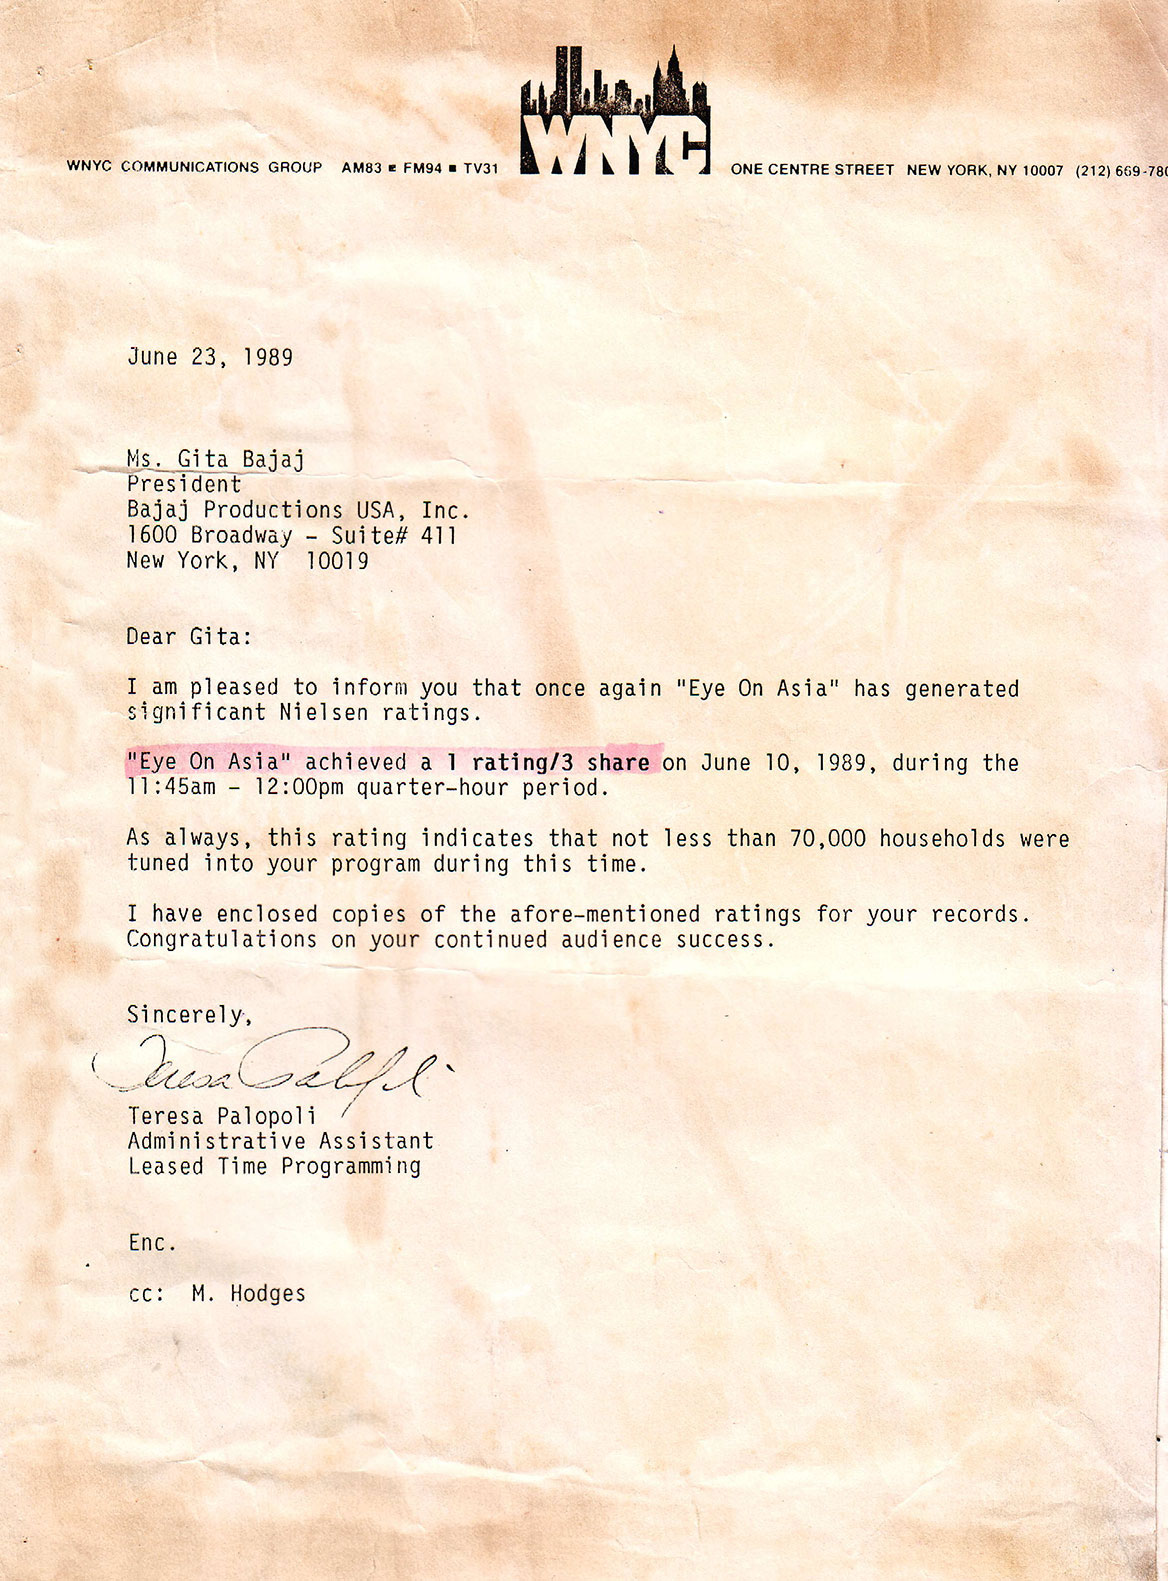 WNYC COMMUNICATIONS GROUP AM83 ■ FM94 ■ TV31 WNYC ONE CENTRE STREET NEW YORK, NY 10007 (212) 669-780
June 23, 1989
Ms. Gita Bajaj
President
Bajaj Productions USA, Inc.
1600 Broadway - Suite# 411
New York, NY 10019
Dear Gita:
I am pleased to inform you that once again "Eye On Asia" has generated
significant Nielsen ratings.
"Eye On Asia" achieved a 1 rating/3 share on June 10, 1989, during the
11:45am - 12:00pm quarter-hour period.
As always, this rating indicates that not less than 70,000 households were
tuned into your program during this time.
I have enclosed copies of the afore-mentioned ratings for your records.
Congratulations on your continued audience success.
Sincerely,
Teresa Palopoli
Teresa Palopoli
Administrative Assistant
Leased Time Programming
Enc.
cc: M. Hodges